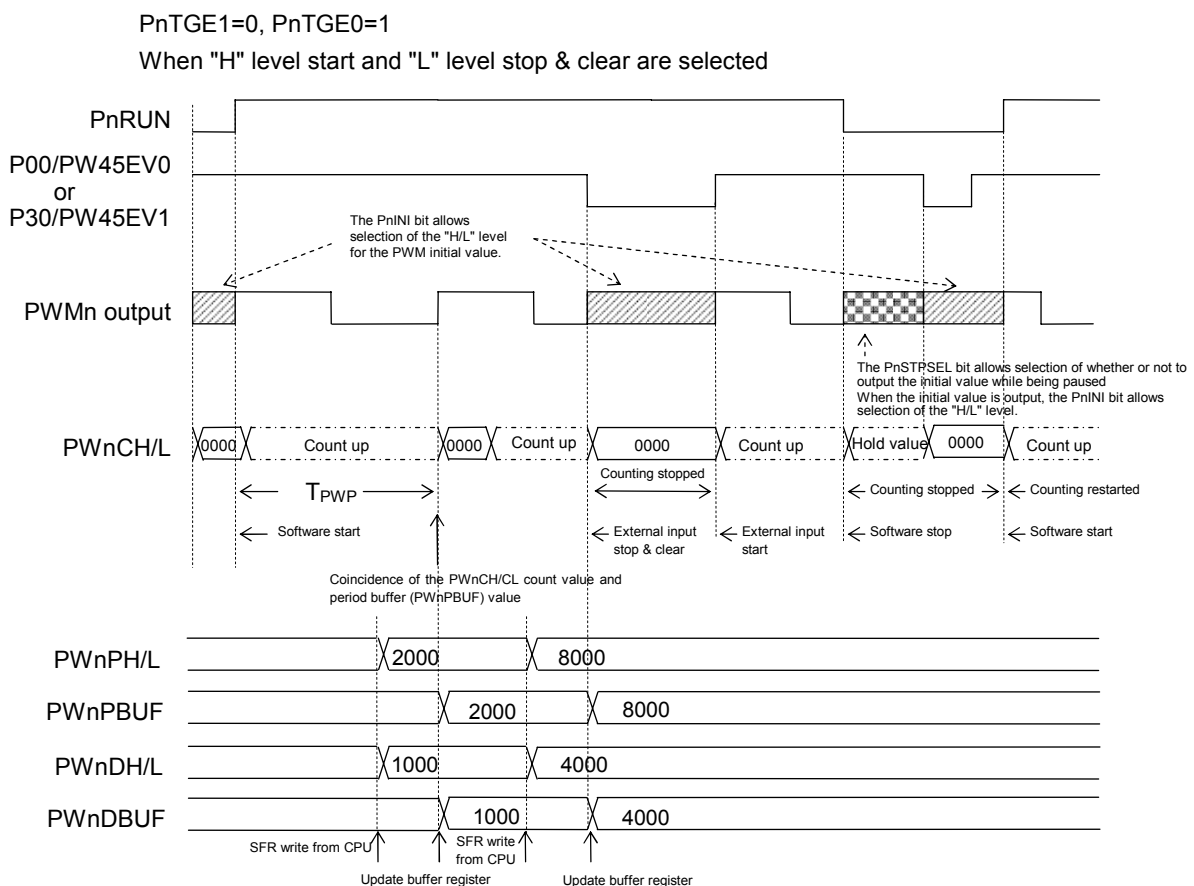 PnTGE1=0, PnTGE0=1
When "H" level start and "L" level stop & clear are selected
PnRUN
P00/PW45EV0
or
P30/PW45EV1
The PnINI bit allows
selection of the "H/L" level
for the PWM initial value.
PWMn output
The PnSTPSEL bit allows selection of whether or not to
output the initial value while being paused
When the initial value is output, the PnINI bit allows
selection of the "H/L" level.
PWnCH/L
0000 Count up 0000 Count up 0000 Count up Hold value 0000 Count up
TPWP
Counting stopped
Counting stopped
Counting restarted
Software start
External input
stop & clear
External input
start
Software stop
Software start
Coincidence of the PWnCH/CL count value and
period buffer (PWnPBUF) value
PWnPH/L 2000 8000
PWnPBUF 2000 8000
PWnDH/L 1000 4000
PWnDBUF 1000 4000
SFR write from CPU
SFR write
from CPU
Update buffer register
Update buffer register